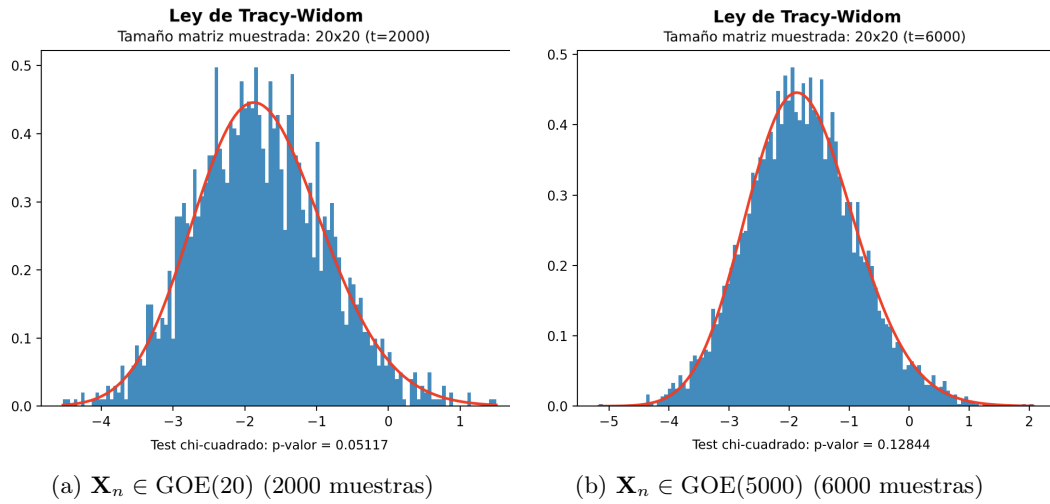 Ley de Tracy-Widom
Tamaño matriz muestrada: 20x20 (t=2000)
0.5
0.4
0.3
0.2
0.1
0.0
−4 −3 −2 −1 0 1
Test chi-cuadrado: p-valor = 0.05117
(a) Xₙ ∈ GOE(20) (2000 muestras)
Ley de Tracy-Widom
Tamaño matriz muestrada: 20x20 (t=6000)
0.5
0.4
0.3
0.2
0.1
0.0
−5 −4 −3 −2 −1 0 1 2
Test chi-cuadrado: p-valor = 0.12844
(b) Xₙ ∈ GOE(5000) (6000 muestras)